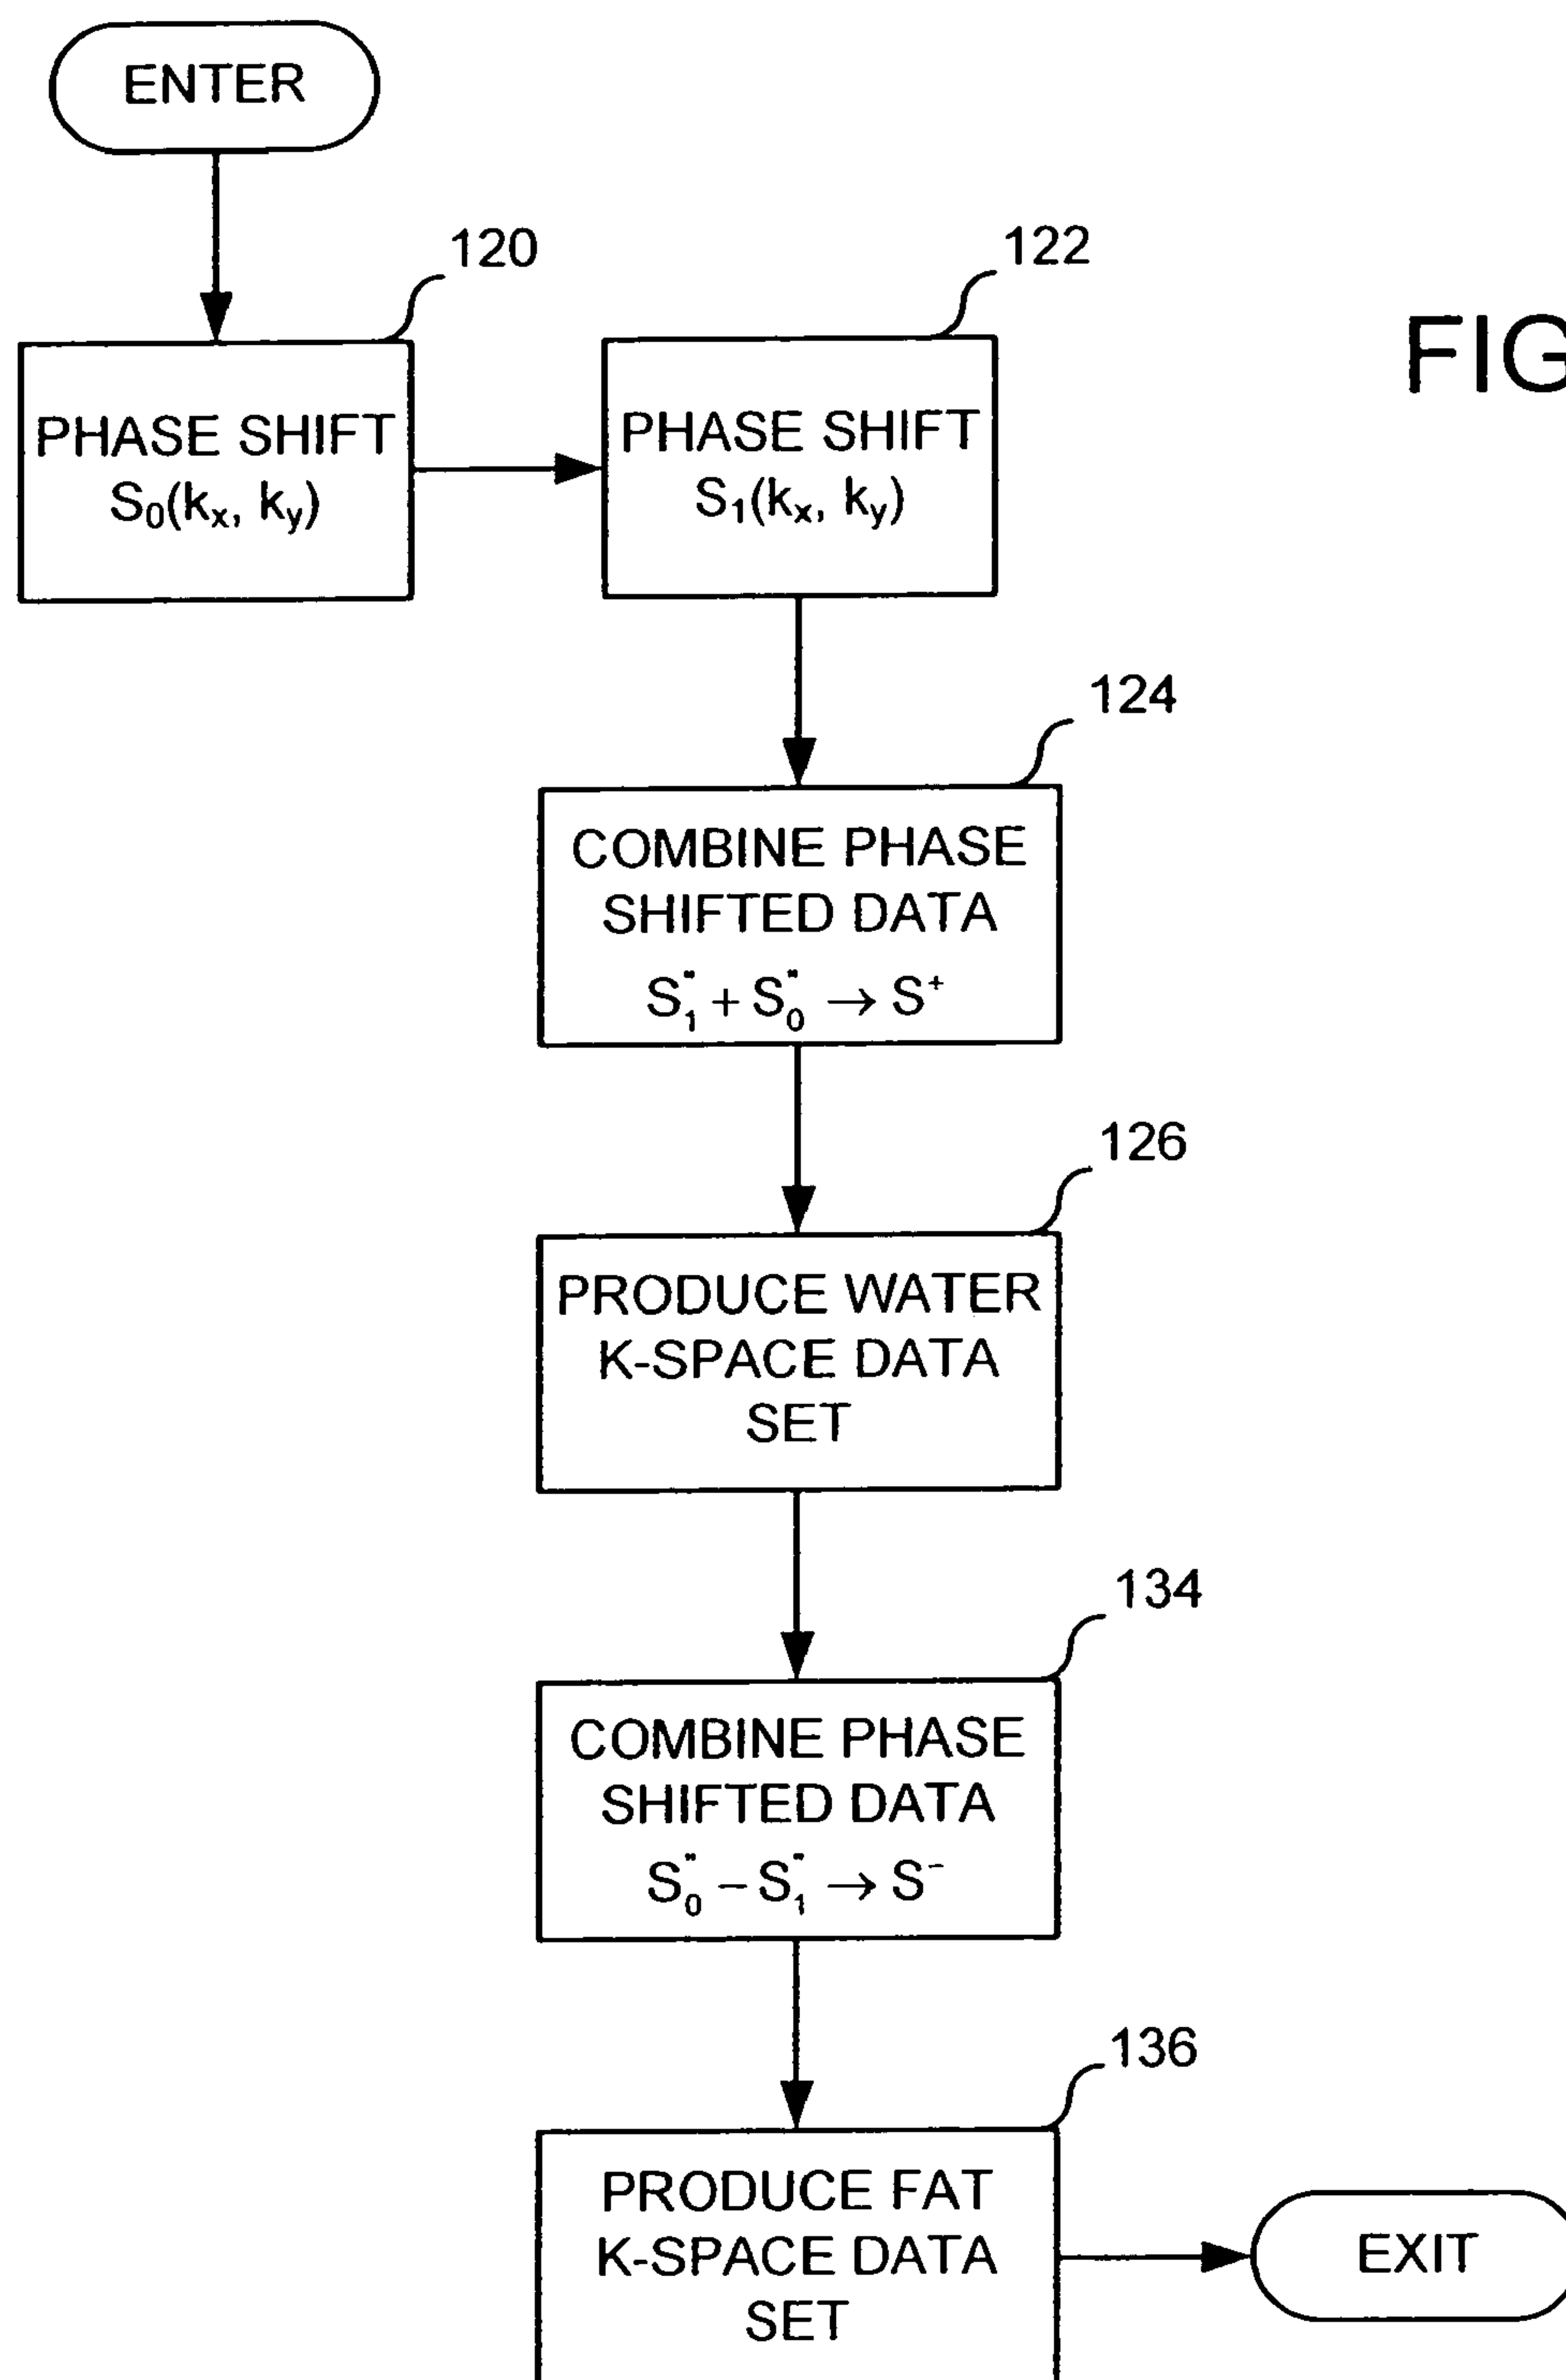 ENTER
120
122
FIG
PHASE SHIFT
S₀(kₓ, k_y)
PHASE SHIFT
S₁(kₓ, k_y)
124
COMBINE PHASE
SHIFTED DATA
S₁" + S₀" → S⁺
126
PRODUCE WATER
K-SPACE DATA
SET
134
COMBINE PHASE
SHIFTED DATA
S₀" − S₁" → S⁻
136
PRODUCE FAT
K-SPACE DATA
SET
EXIT